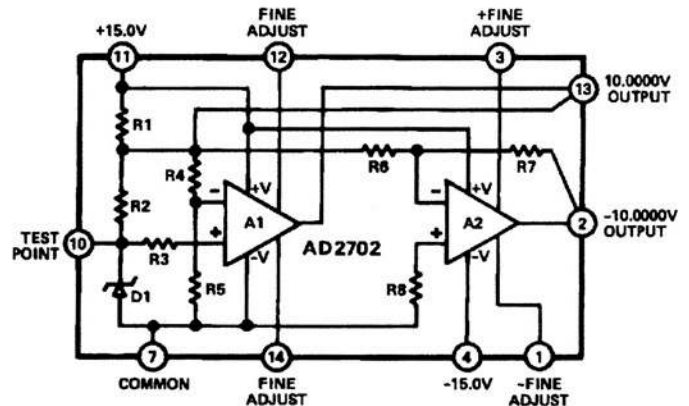 +15.0V
FINE
ADJUST
+FINE
ADJUST
11
12
3
13
10.0000V
OUTPUT
R1
R4
R6
R7
R2
–
+V
–
+V
A1
A2
2
–10.0000V
OUTPUT
TEST
POINT
10
R3
+
–V
AD2702
+
–V
D1
R5
R8
7
14
4
1
COMMON
FINE
ADJUST
-15.0V
–FINE
ADJUST